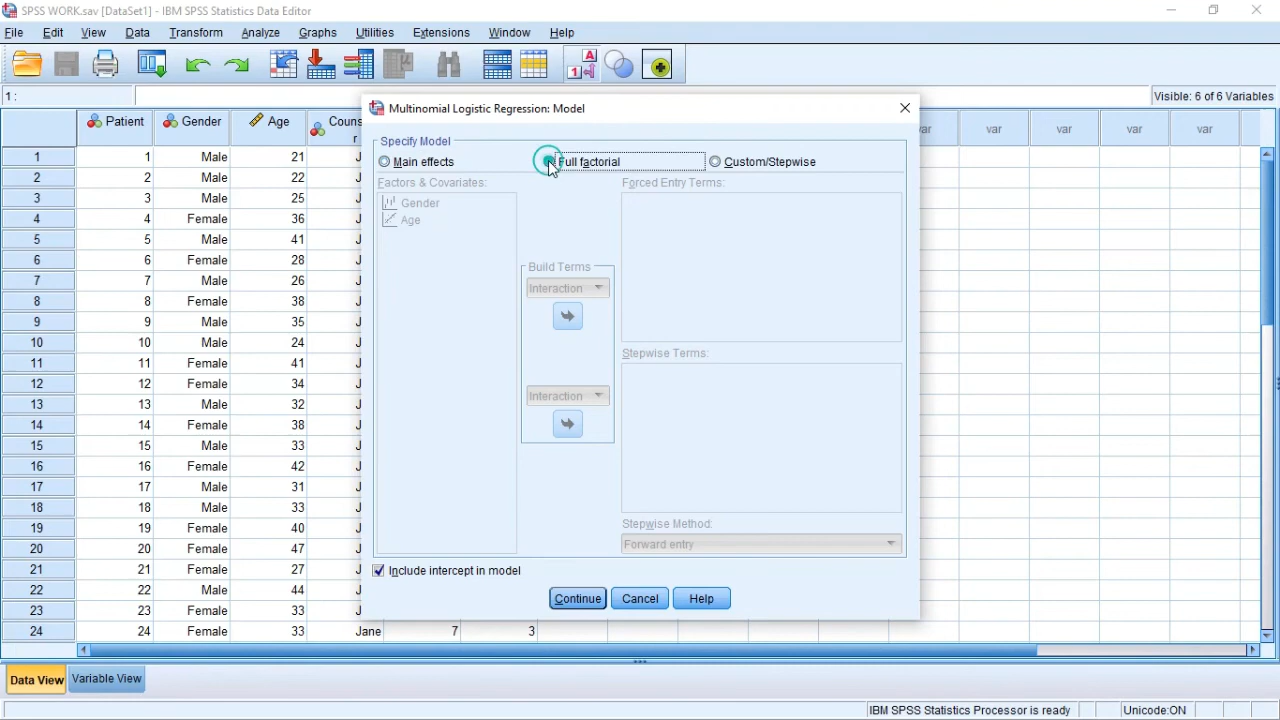 SPSS WORK.sav [DataSet1] - IBM SPSS Statistics Data Editor
File Edit View Data Transform Analyze Graphs Utilities Extensions Window Help
1 :
Visible: 6 of 6 Variables
Patient Gender Age Couns r var var var var var
1 1 Male 21 J
2 2 Male 22 J
3 3 Male 25 J
4 4 Female 36 J
5 5 Male 41 J
6 6 Female 28 J
7 7 Male 26 J
8 8 Female 38 J
9 9 Male 35 J
10 10 Male 24 J
11 11 Female 41 J
12 12 Female 34 J
13 13 Male 32 J
14 14 Female 38 J
15 15 Male 33 J
16 16 Female 42 J
17 17 Male 31 J
18 18 Male 33 J
19 19 Female 40 J
20 20 Female 47 J
21 21 Female 27 J
22 22 Male 44 J
23 23 Female 33 J
24 24 Female 33 Jane 7 3
Multinomial Logistic Regression: Model
Specify Model
Main effects Full factorial Custom/Stepwise
Factors & Covariates: Forced Entry Terms:
Gender
Age
Build Terms
Interaction
Stepwise Terms:
Interaction
Stepwise Method:
Forward entry
Include intercept in model
Continue Cancel Help
Data View Variable View
IBM SPSS Statistics Processor is ready Unicode:ON